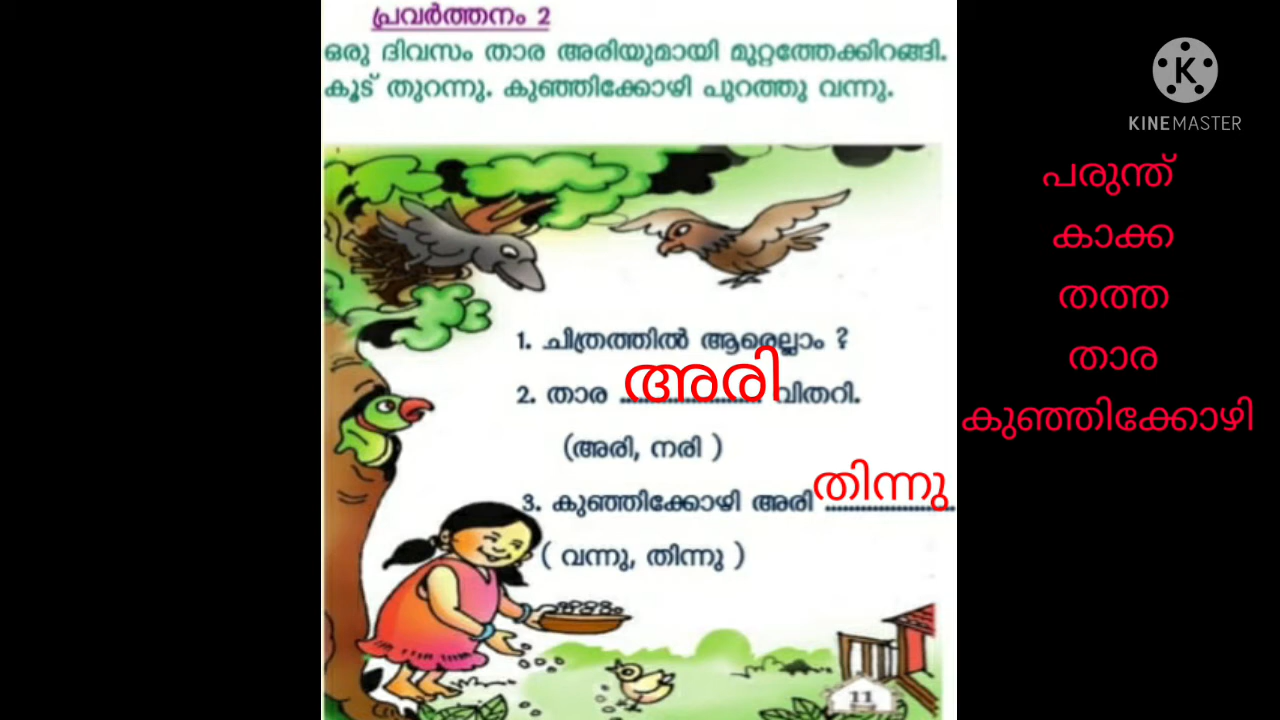 പ്രവർത്തനം 2
ഒരു ദിവസം താര അരിയുമായി മുറ്റത്തേക്കിറങ്ങി.
കൂട് തുറന്നു. കുഞ്ഞിക്കോഴി പുറത്തു വന്നു.
1. ചിത്രത്തിൽ ആരെല്ലാം ?
2. താര അരി വിതറി.
(അരി, നരി )
3. കുഞ്ഞിക്കോഴി അരി തിന്നു
( വന്നു, തിന്നു )
11
K
KINEMASTER
പരുന്ത്
കാക്ക
തത്ത
താര
കുഞ്ഞിക്കോഴി